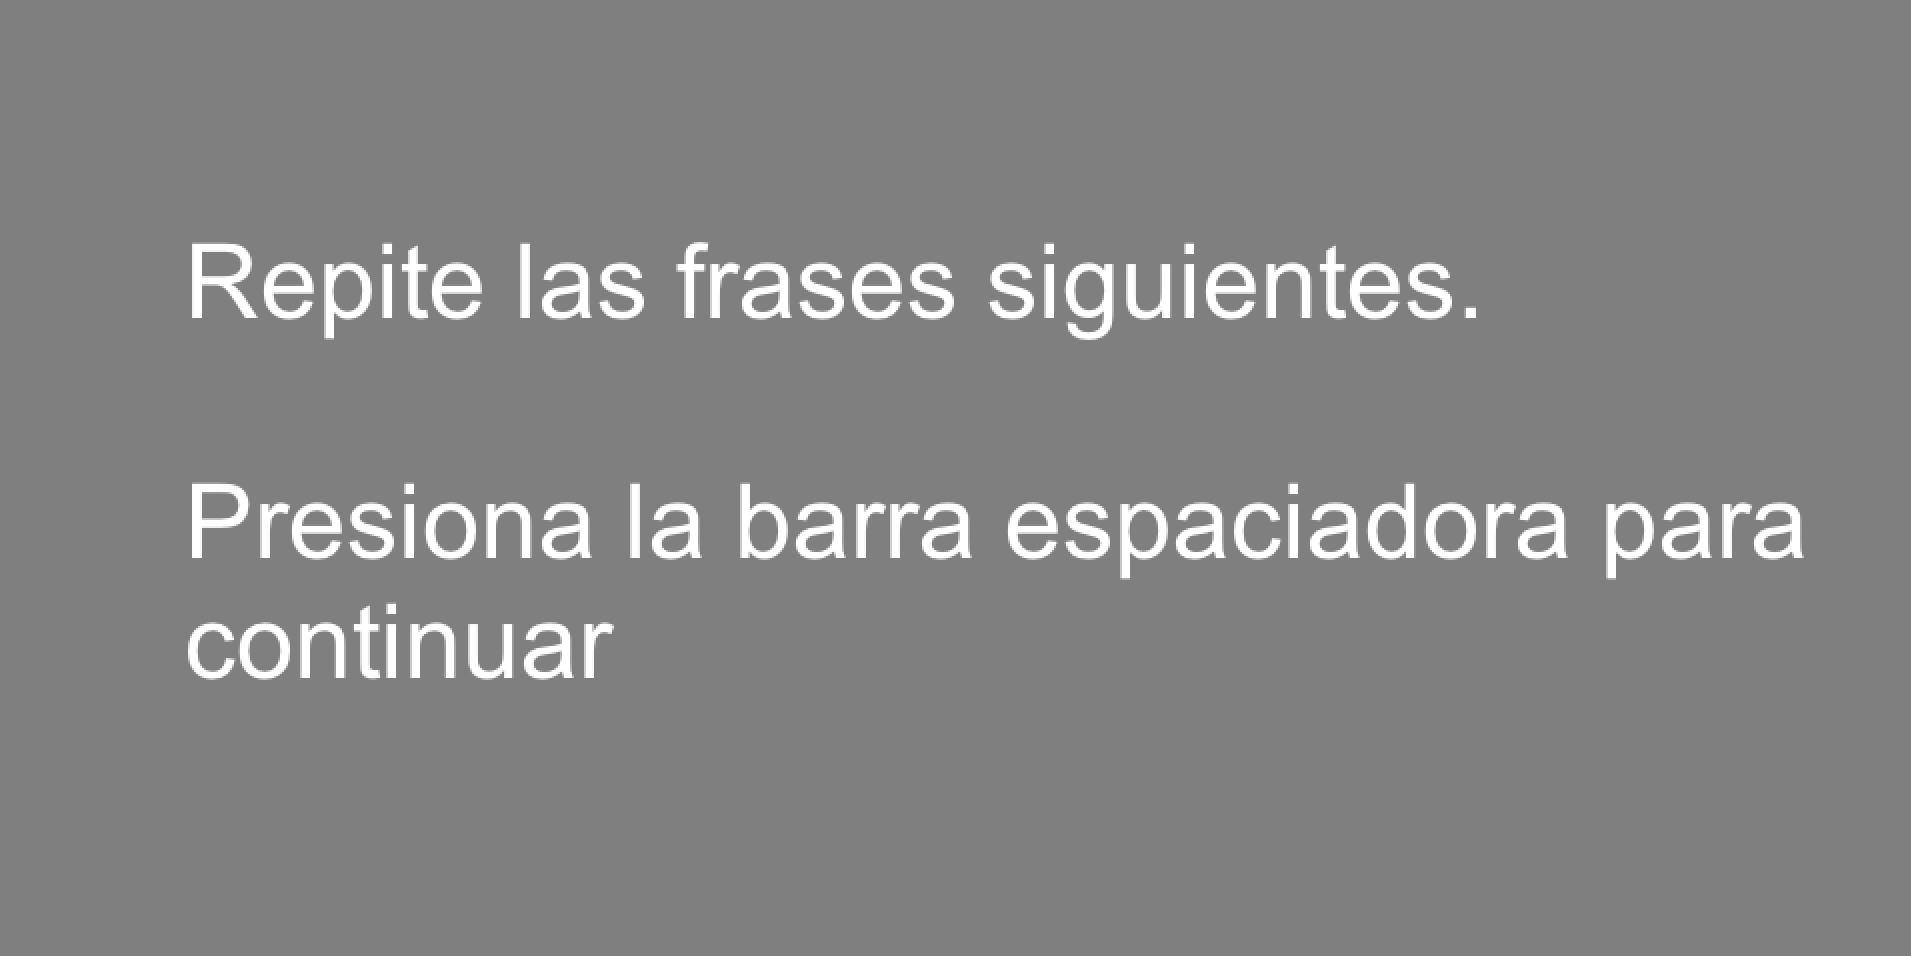 Repite las frases siguientes.
Presiona la barra espaciadora para
continuar